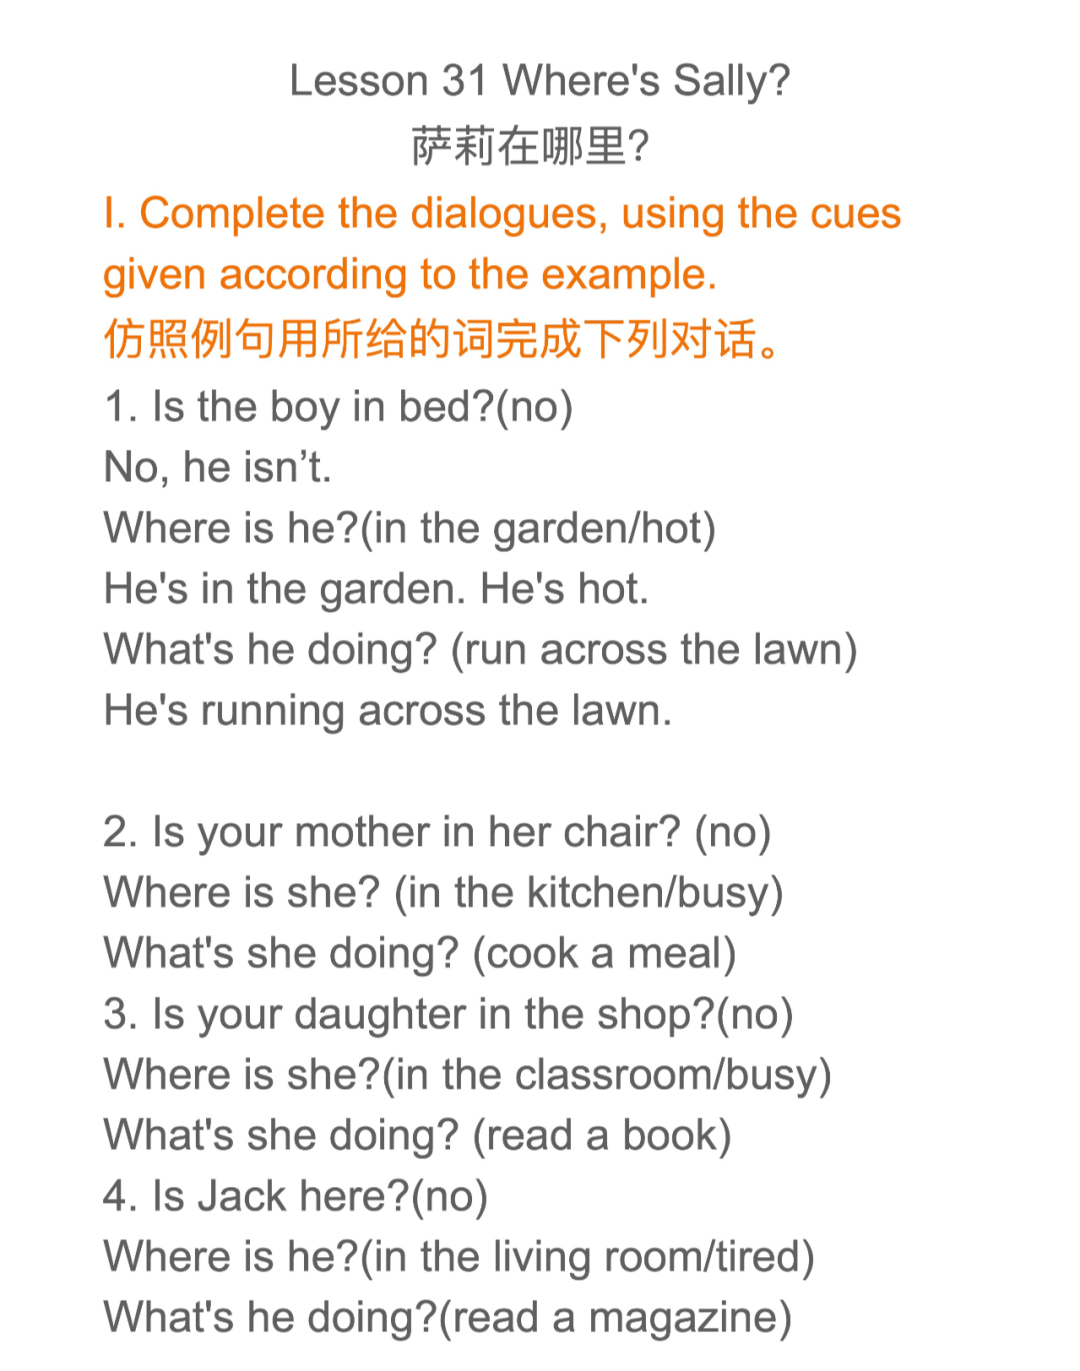 Lesson 31 Where's Sally?
萨莉在哪里?
I. Complete the dialogues, using the cues
given according to the example.
仿照例句用所给的词完成下列对话。
1. Is the boy in bed?(no)
No, he isn’t.
Where is he?(in the garden/hot)
He's in the garden. He's hot.
What's he doing? (run across the lawn)
He's running across the lawn.
2. Is your mother in her chair? (no)
Where is she? (in the kitchen/busy)
What's she doing? (cook a meal)
3. Is your daughter in the shop?(no)
Where is she?(in the classroom/busy)
What's she doing? (read a book)
4. Is Jack here?(no)
Where is he?(in the living room/tired)
What's he doing?(read a magazine)